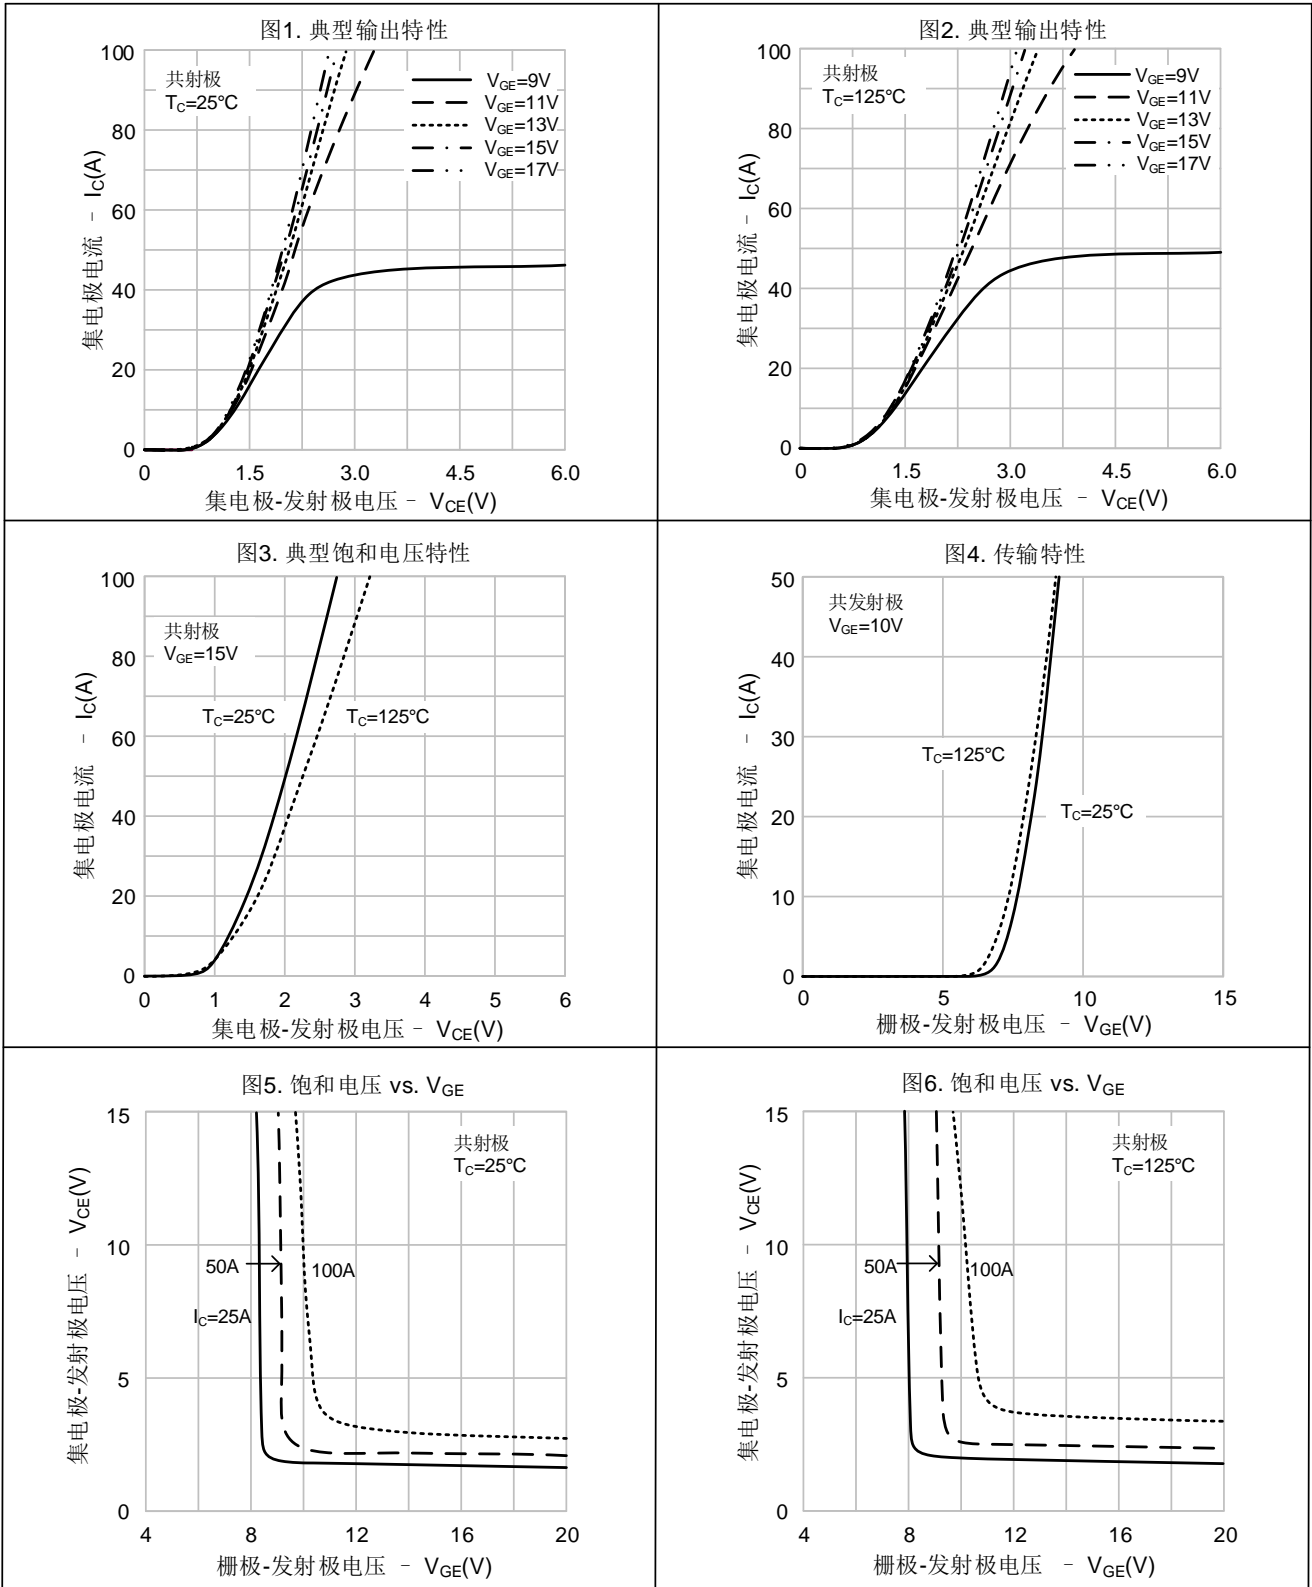 图1. 典型输出特性
共射极
TC=25°C
VGE=9V
VGE=11V
VGE=13V
VGE=15V
VGE=17V
集电极电流 - IC(A)
100
80
60
40
20
0
0 1.5 3.0 4.5 6.0
集电极-发射极电压 - VCE(V)
图2. 典型输出特性
共射极
TC=125°C
VGE=9V
VGE=11V
VGE=13V
VGE=15V
VGE=17V
集电极电流 - IC(A)
100
80
60
40
20
0
0 1.5 3.0 4.5 6.0
集电极-发射极电压 - VCE(V)
图3. 典型饱和电压特性
共射极
VGE=15V
TC=25°C
TC=125°C
集电极电流 - IC(A)
100
80
60
40
20
0
0 1 2 3 4 5 6
集电极-发射极电压 - VCE(V)
图4. 传输特性
共发射极
VGE=10V
TC=125°C
TC=25°C
集电极电流 - IC(A)
50
40
30
20
10
0
0 5 10 15
栅极-发射极电压 - VGE(V)
图5. 饱和电压 vs. VGE
共射极
TC=25°C
50A
100A
IC=25A
集电极-发射极电压 - VCE(V)
15
10
5
0
4 8 12 16 20
栅极-发射极电压 - VGE(V)
图6. 饱和电压 vs. VGE
共射极
TC=125°C
50A
100A
IC=25A
集电极-发射极电压 - VCE(V)
15
10
5
0
4 8 12 16 20
栅极-发射极电压 - VGE(V)